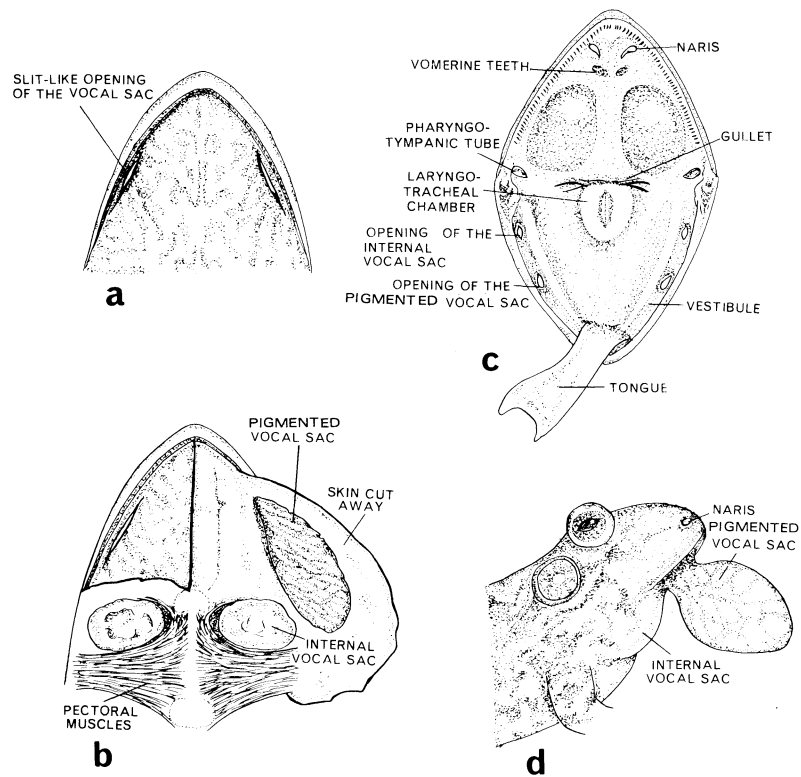 SLIT-LIKE OPENING
OF THE VOCAL SAC
a
NARIS
VOMERINE TEETH
PHARYNGO-
TYMPANIC TUBE
GULLET
LARYNGO-
TRACHEAL
CHAMBER
OPENING OF THE
INTERNAL
VOCAL SAC
OPENING OF THE
PIGMENTED VOCAL SAC
VESTIBULE
c
TONGUE
PIGMENTED
VOCAL SAC
SKIN CUT
AWAY
INTERNAL
VOCAL SAC
PECTORAL
MUSCLES
b
NARIS
PIGMENTED
VOCAL SAC
INTERNAL
VOCAL SAC
d